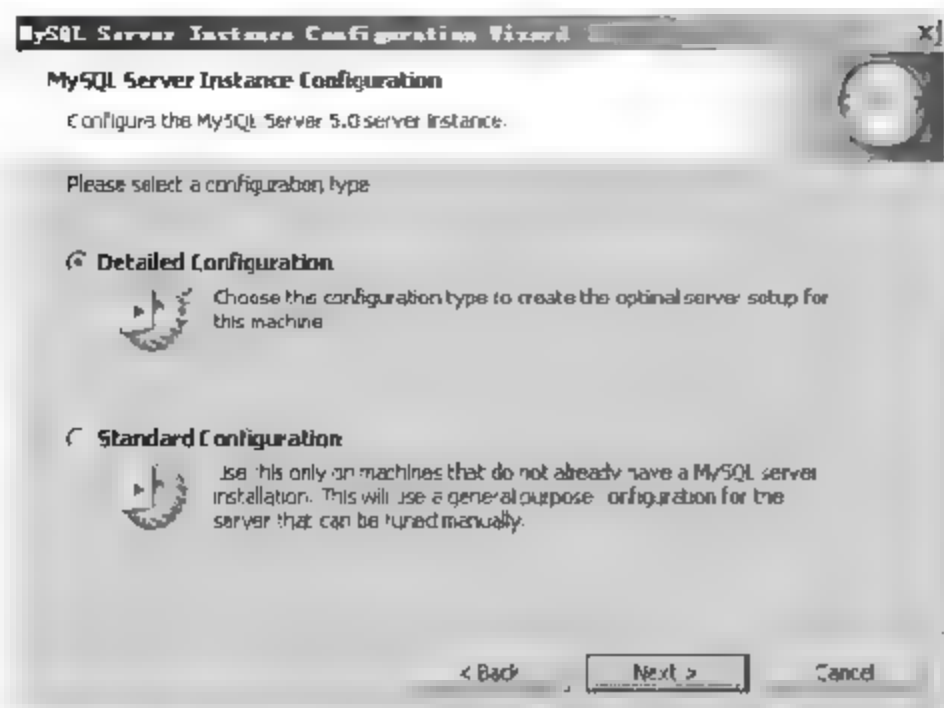 MySQL Server Instance Configuration Wizard
MySQL Server Instance Configuration
Configure the MySQL Server 5.0 server instance.
Please select a configuration type
Detailed Configuration
Choose this configuration type to create the optimal server setup for
this machine
Standard Configuration
Use this only on machines that do not already have a MySQL server
installation. This will use a general purpose configuration for the
server that can be tuned manually.
< Back
Next >
Cancel